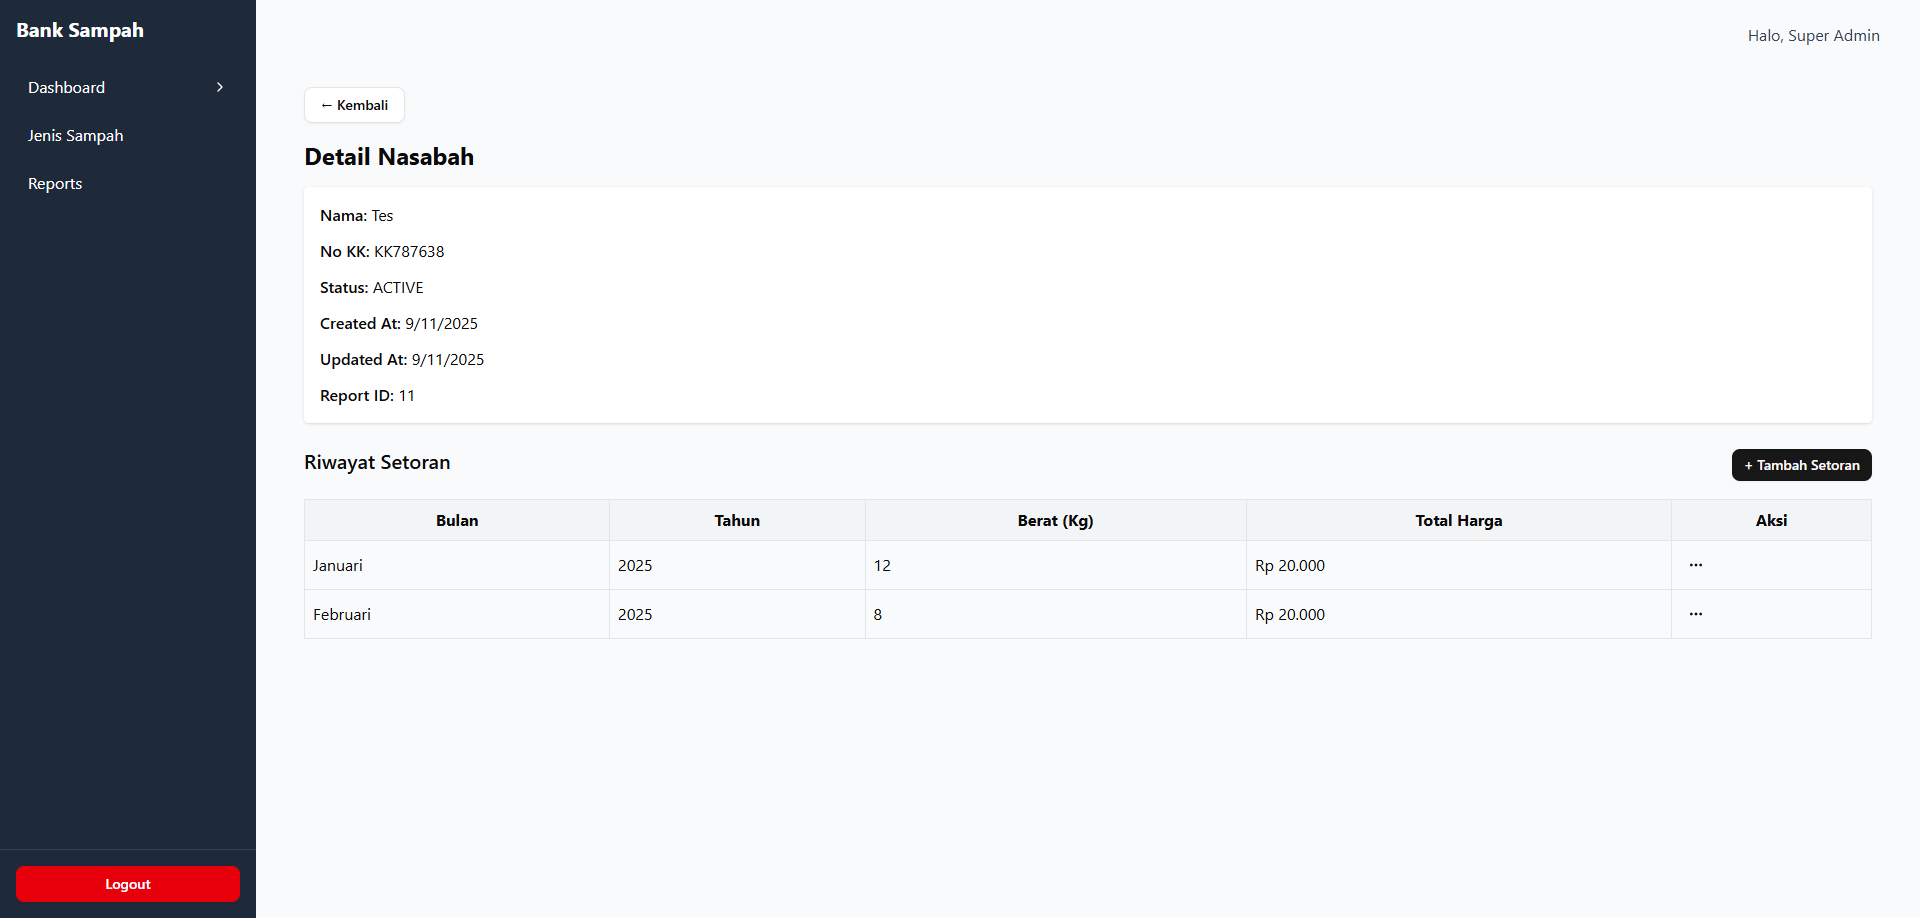 Bank Sampah
Halo, Super Admin
Dashboard
Jenis Sampah
Reports
← Kembali
Detail Nasabah
Nama: Tes
No KK: KK787638
Status: ACTIVE
Created At: 9/11/2025
Updated At: 9/11/2025
Report ID: 11
Riwayat Setoran
+ Tambah Setoran
Bulan Tahun Berat (Kg) Total Harga Aksi
Januari 2025 12 Rp 20.000 ···
Februari 2025 8 Rp 20.000 ···
Logout